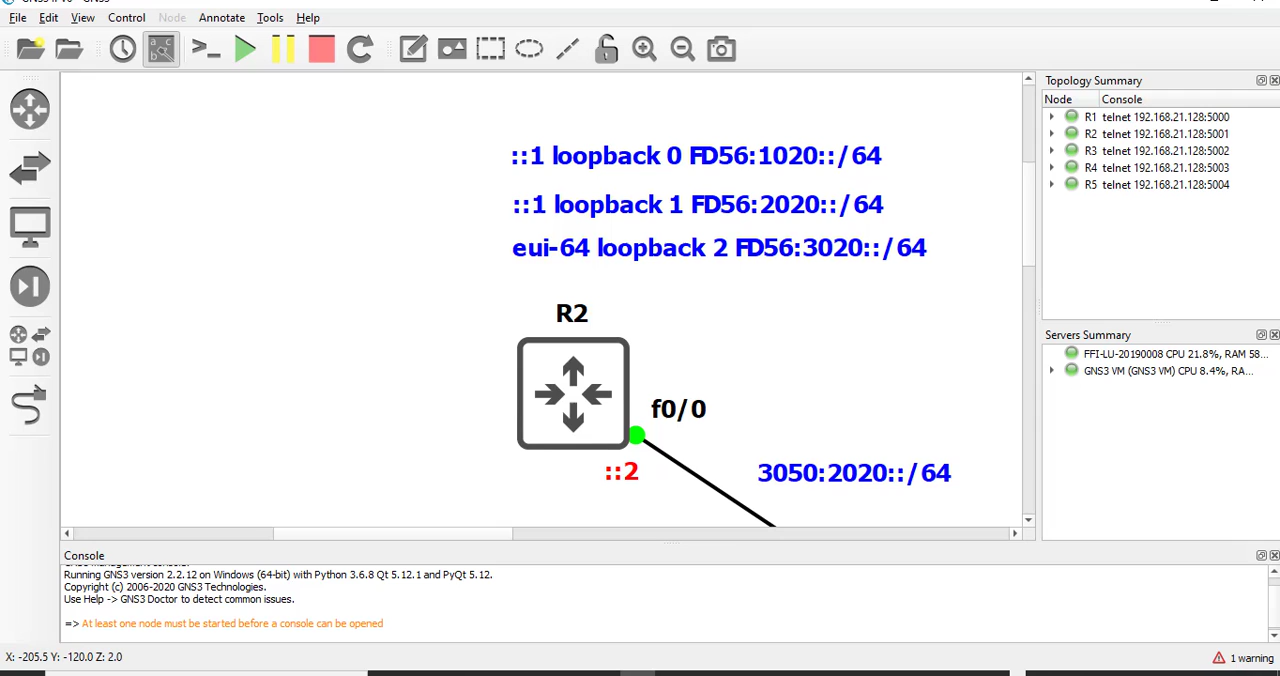 File Edit View Control Node Annotate Tools Help
::1 loopback 0 FD56:1020::/64
::1 loopback 1 FD56:2020::/64
eui-64 loopback 2 FD56:3020::/64
R2
f0/0
::2
3050:2020::/64
Topology Summary
Node Console
R1 telnet 192.168.21.128:5000
R2 telnet 192.168.21.128:5001
R3 telnet 192.168.21.128:5002
R4 telnet 192.168.21.128:5003
R5 telnet 192.168.21.128:5004
Servers Summary
FFI-LU-20190008 CPU 21.8%, RAM 58...
GNS3 VM (GNS3 VM) CPU 8.4%, RA...
Console
Running GNS3 version 2.2.12 on Windows (64-bit) with Python 3.6.8 Qt 5.12.1 and PyQt 5.12.
Copyright (c) 2006-2020 GNS3 Technologies.
Use Help -> GNS3 Doctor to detect common issues.
=> At least one node must be started before a console can be opened
X: -205.5 Y: -120.0 Z: 2.0
1 warning